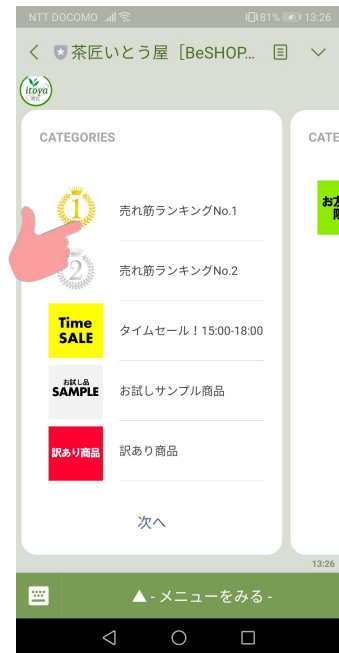 NTT DOCOMO 81% 13:26
茶匠いとう屋［BeSHOP...
itoya
CATEGORIES
CATE
1
売れ筋ランキングNo.1
2
売れ筋ランキングNo.2
Time
SALE
タイムセール！15:00-18:00
お試し品
SAMPLE
お試しサンプル商品
訳あり商品
訳あり商品
次へ
13:26
▲ - メニューをみる -